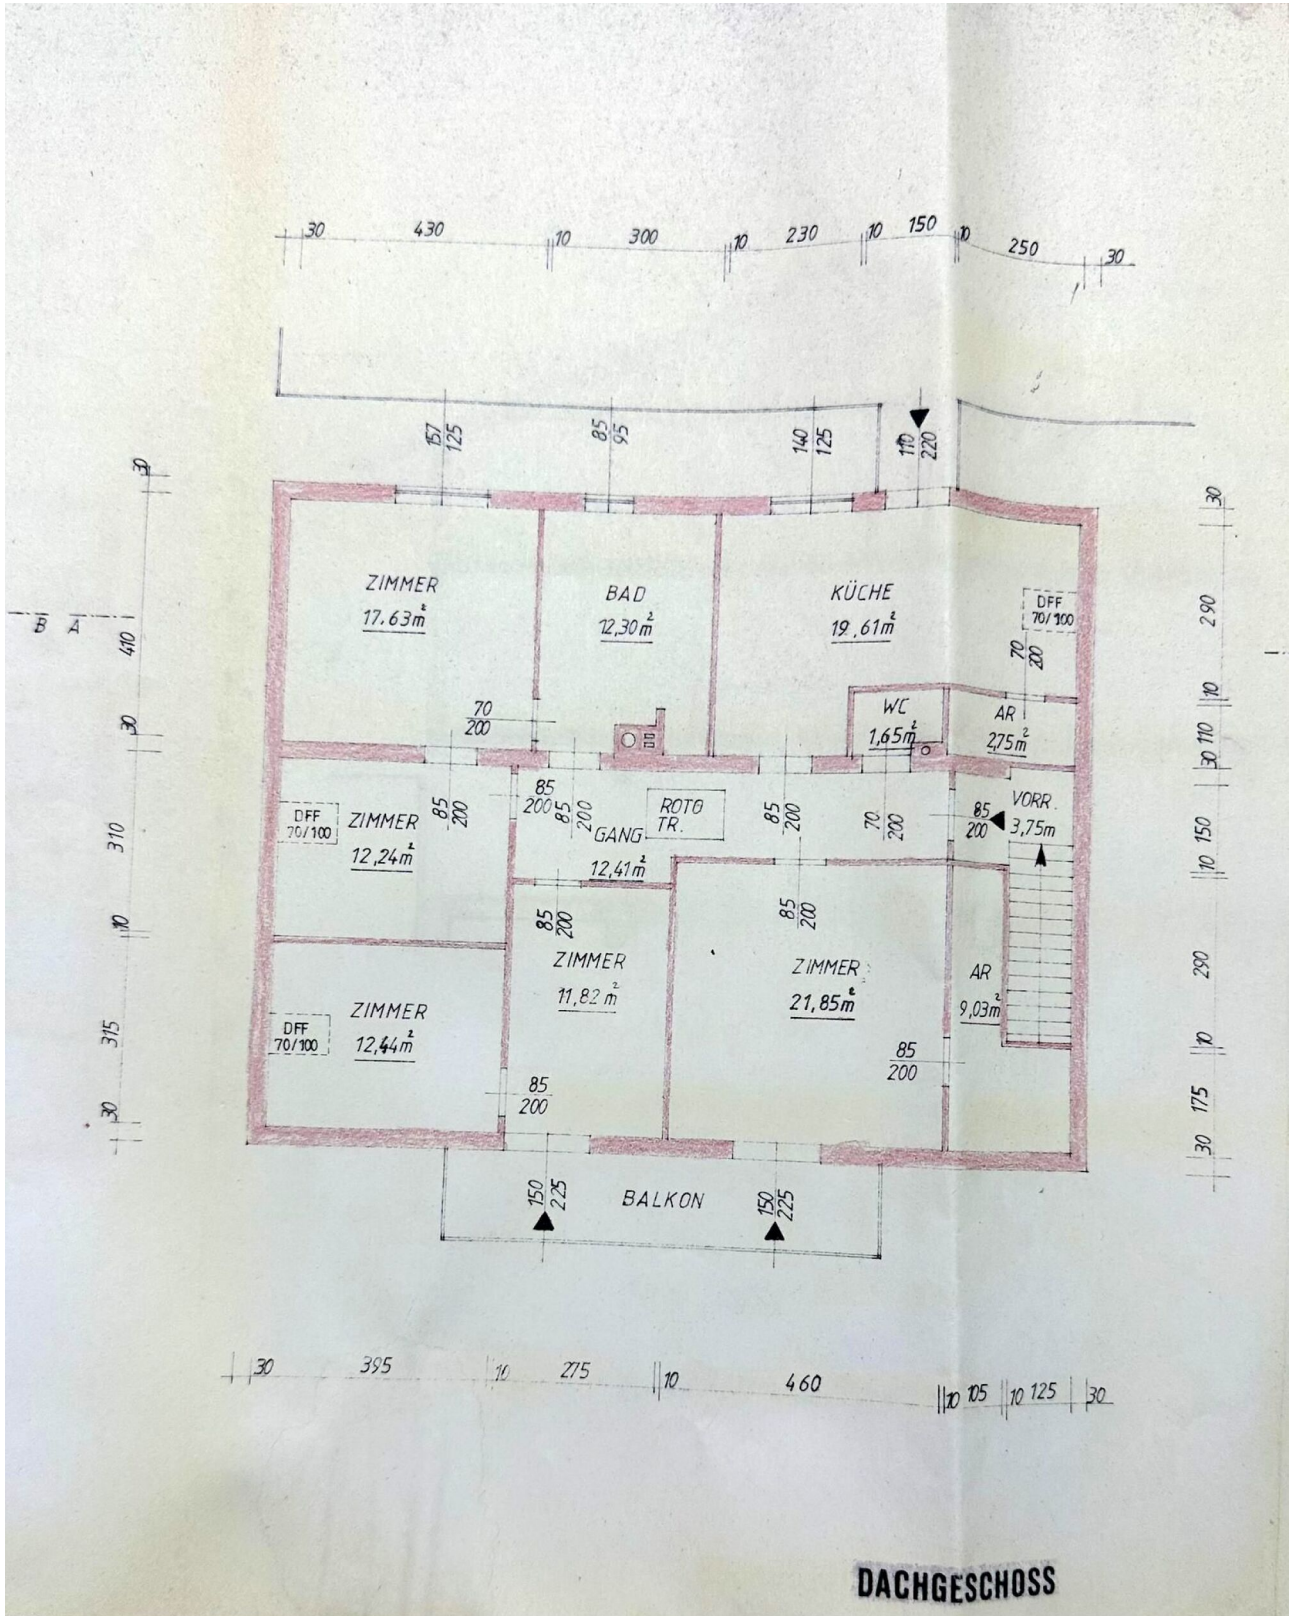 30 430 10 300 10 230 10 150 10 250 30
157
125
85
95
140
125
110
220
30
410
30
310
10
315
30
B A
ZIMMER
17.63m²
BAD
12,30m²
KÜCHE
19,61m²
DFF
70/100
70
200
70
200
WC
1,65m²
AR
2,75m²
85
200
85
200
85
200
ROTO
TR.
GANG
12,41m²
85
200
70
200
85
200
VORR.
3,75m
DFF
70/100
ZIMMER
12,24m²
85
200
85
200
ZIMMER
11,82m²
ZIMMER
21,85m²
AR
9,03m²
ZIMMER
12,44m²
DFF
70/100
85
200
85
200
150
225
BALKON
150
225
30
290
10
110
30
150
10
290
10
175
30
30 395 10 275 10 460 10 105 10 125 30
DACHGESCHOSS